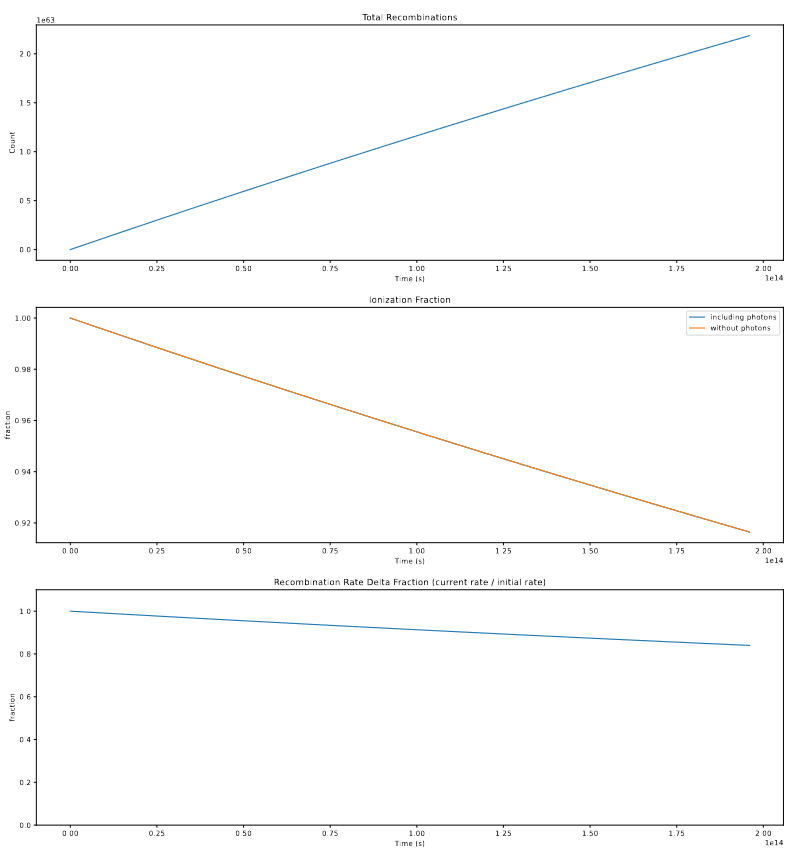 Total Recombinations
1e63
2.0
1.5
1.0
0.5
0.0
Count
0.00 0.25 0.50 0.75 1.00 1.25 1.50 1.75 2.00
Time (s)
1e14
Ionization Fraction
including photons
without photons
1.00
0.98
0.96
0.94
0.92
fraction
0.00 0.25 0.50 0.75 1.00 1.25 1.50 1.75 2.00
Time (s)
1e14
Recombination Rate Delta Fraction (current rate / initial rate)
1.0
0.8
0.6
0.4
0.2
0.0
fraction
0.00 0.25 0.50 0.75 1.00 1.25 1.50 1.75 2.00
Time (s)
1e14